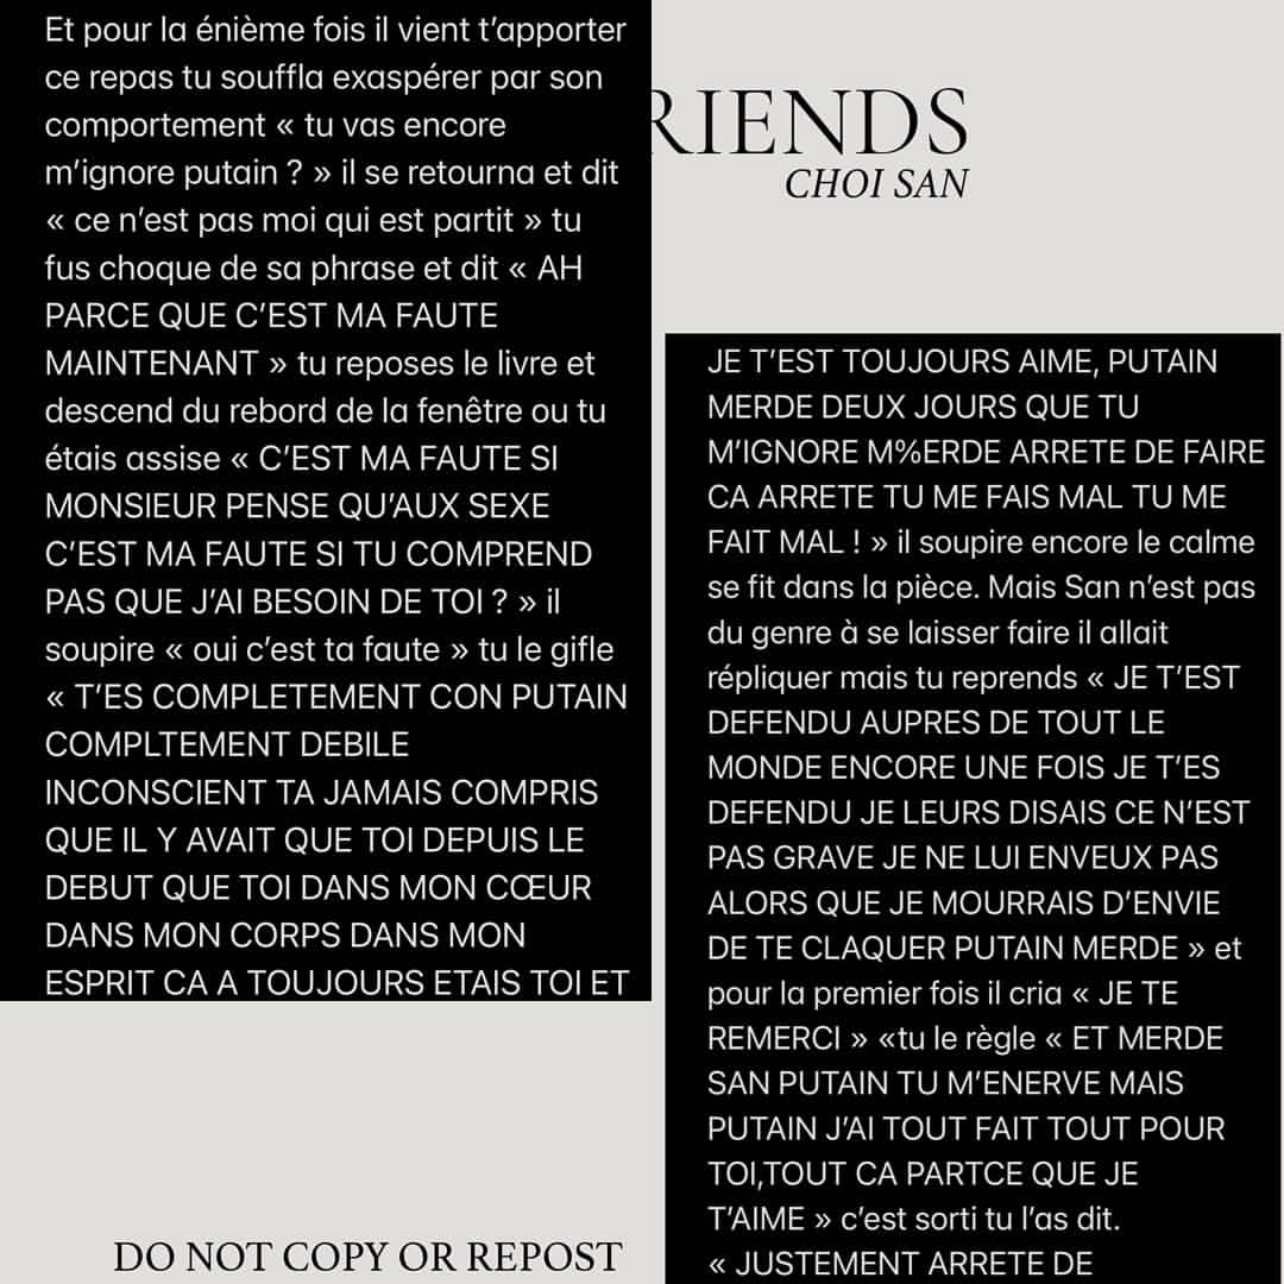 Et pour la énième fois il vient t’apporter
ce repas tu souffla exaspérer par son
comportement « tu vas encore
m’ignore putain ? » il se retourna et dit
« ce n’est pas moi qui est partit » tu
fus choque de sa phrase et dit « AH
PARCE QUE C’EST MA FAUTE
MAINTENANT » tu reposes le livre et
descend du rebord de la fenêtre ou tu
étais assise « C’EST MA FAUTE SI
MONSIEUR PENSE QU’AUX SEXE
C’EST MA FAUTE SI TU COMPREND
PAS QUE J’AI BESOIN DE TOI ? » il
soupire « oui c’est ta faute » tu le gifle
« T’ES COMPLETEMENT CON PUTAIN
COMPLTEMENT DEBILE
INCONSCIENT TA JAMAIS COMPRIS
QUE IL Y AVAIT QUE TOI DEPUIS LE
DEBUT QUE TOI DANS MON CŒUR
DANS MON CORPS DANS MON
ESPRIT CA A TOUJOURS ETAIS TOI ET
RIENDS
CHOI SAN
JE T’EST TOUJOURS AIME, PUTAIN
MERDE DEUX JOURS QUE TU
M’IGNORE M%ERDE ARRETE DE FAIRE
CA ARRETE TU ME FAIS MAL TU ME
FAIT MAL ! » il soupire encore le calme
se fit dans la pièce. Mais San n’est pas
du genre à se laisser faire il allait
répliquer mais tu reprends « JE T’EST
DEFENDU AUPRES DE TOUT LE
MONDE ENCORE UNE FOIS JE T’ES
DEFENDU JE LEURS DISAIS CE N’EST
PAS GRAVE JE NE LUI ENVEUX PAS
ALORS QUE JE MOURRAIS D’ENVIE
DE TE CLAQUER PUTAIN MERDE » et
pour la premier fois il cria « JE TE
REMERCI » «tu le règle « ET MERDE
SAN PUTAIN TU M’ENERVE MAIS
PUTAIN J’AI TOUT FAIT TOUT POUR
TOI,TOUT CA PARTCE QUE JE
T’AIME » c’est sorti tu l’as dit.
« JUSTEMENT ARRETE DE
DO NOT COPY OR REPOST